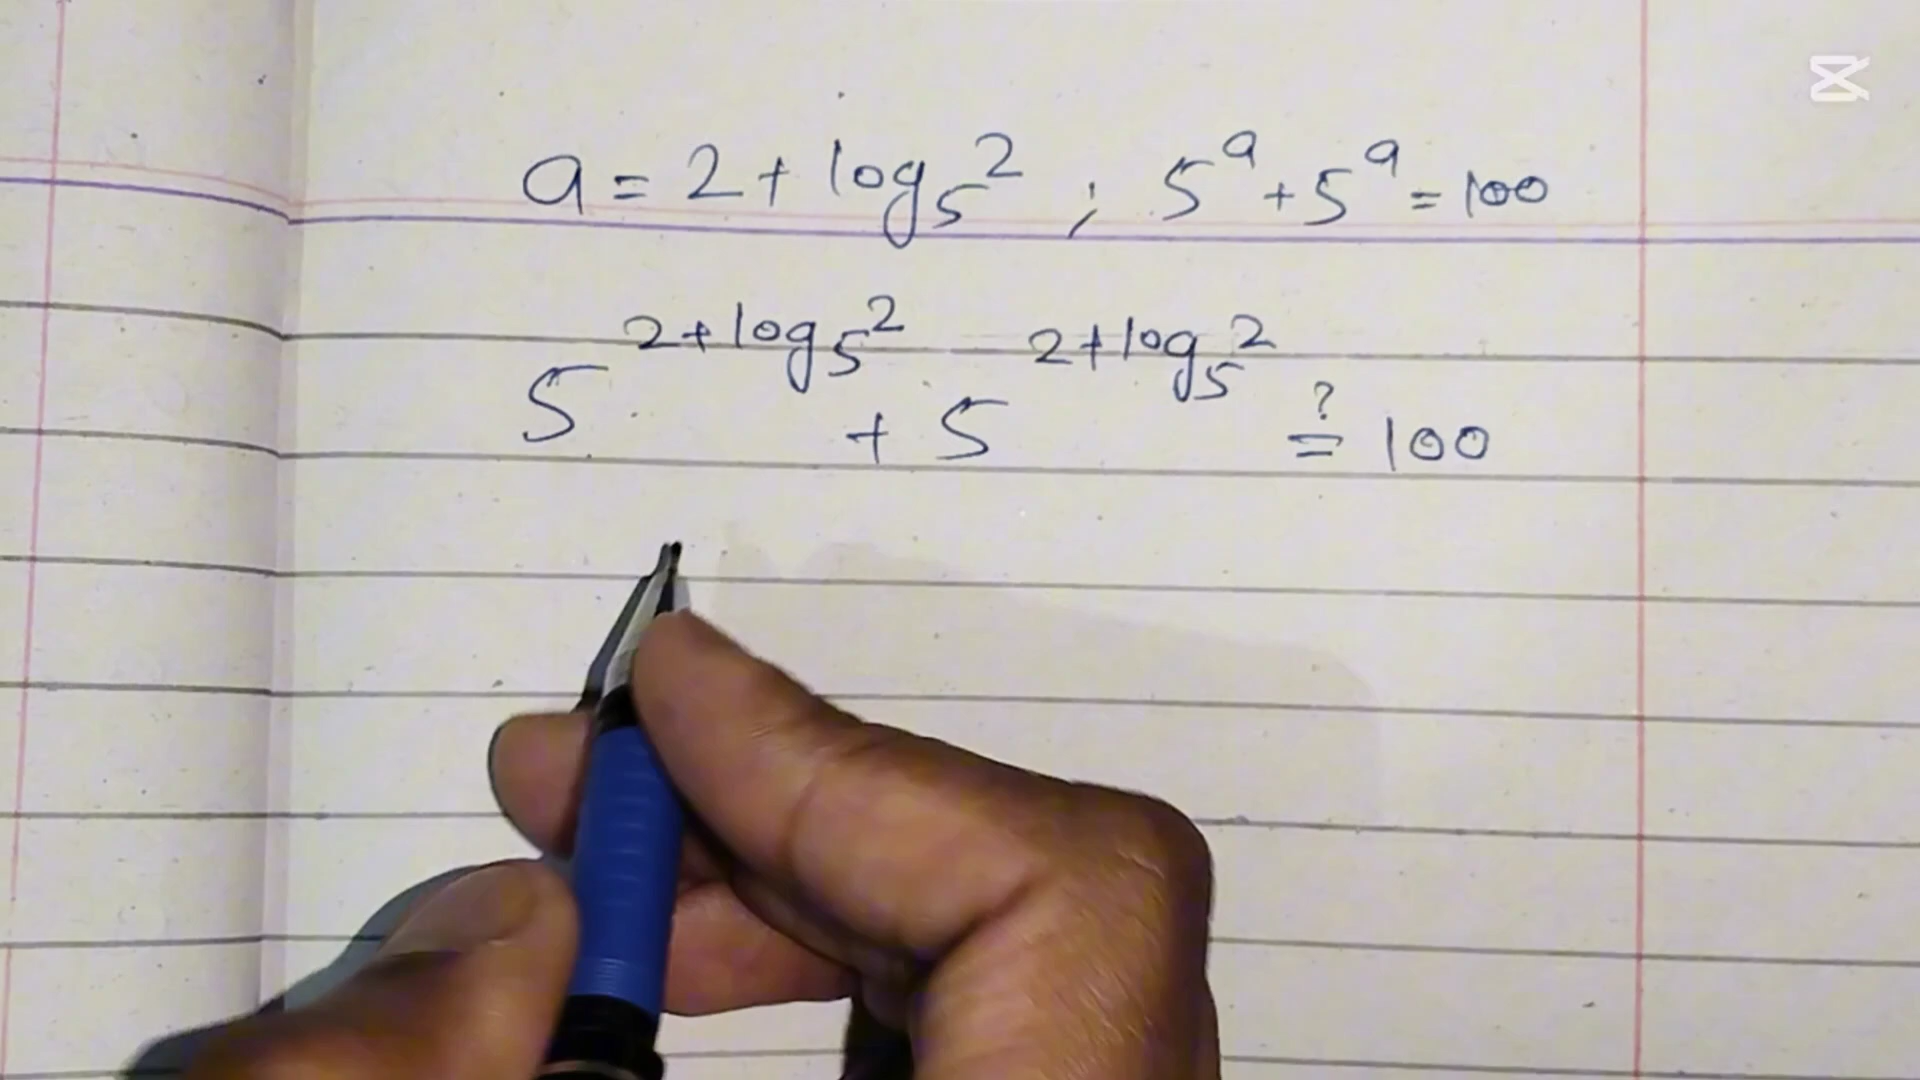 a = 2 + log₅2 ; 5ᵃ + 5ᵃ = 100
5^(2 + log₅2) + 5^(2 + log₅2) ?= 100